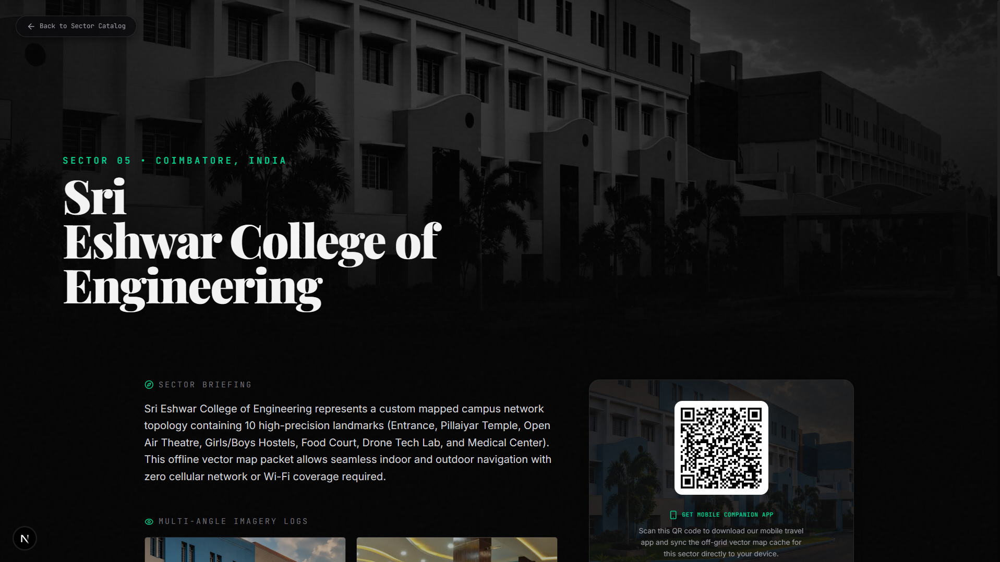 Back to Sector Catalog
SECTOR 05 • COIMBATORE, INDIA
Sri
Eshwar College of
Engineering
SECTOR BRIEFING
Sri Eshwar College of Engineering represents a custom mapped campus network
topology containing 10 high-precision landmarks (Entrance, Pillaiyar Temple, Open
Air Theatre, Girls/Boys Hostels, Food Court, Drone Tech Lab, and Medical Center).
This offline vector map packet allows seamless indoor and outdoor navigation with
zero cellular network or Wi-Fi coverage required.
MULTI-ANGLE IMAGERY LOGS
GET MOBILE COMPANION APP
Scan this QR code to download our mobile travel
app and sync the off-grid vector map cache for
this sector directly to your device.
N